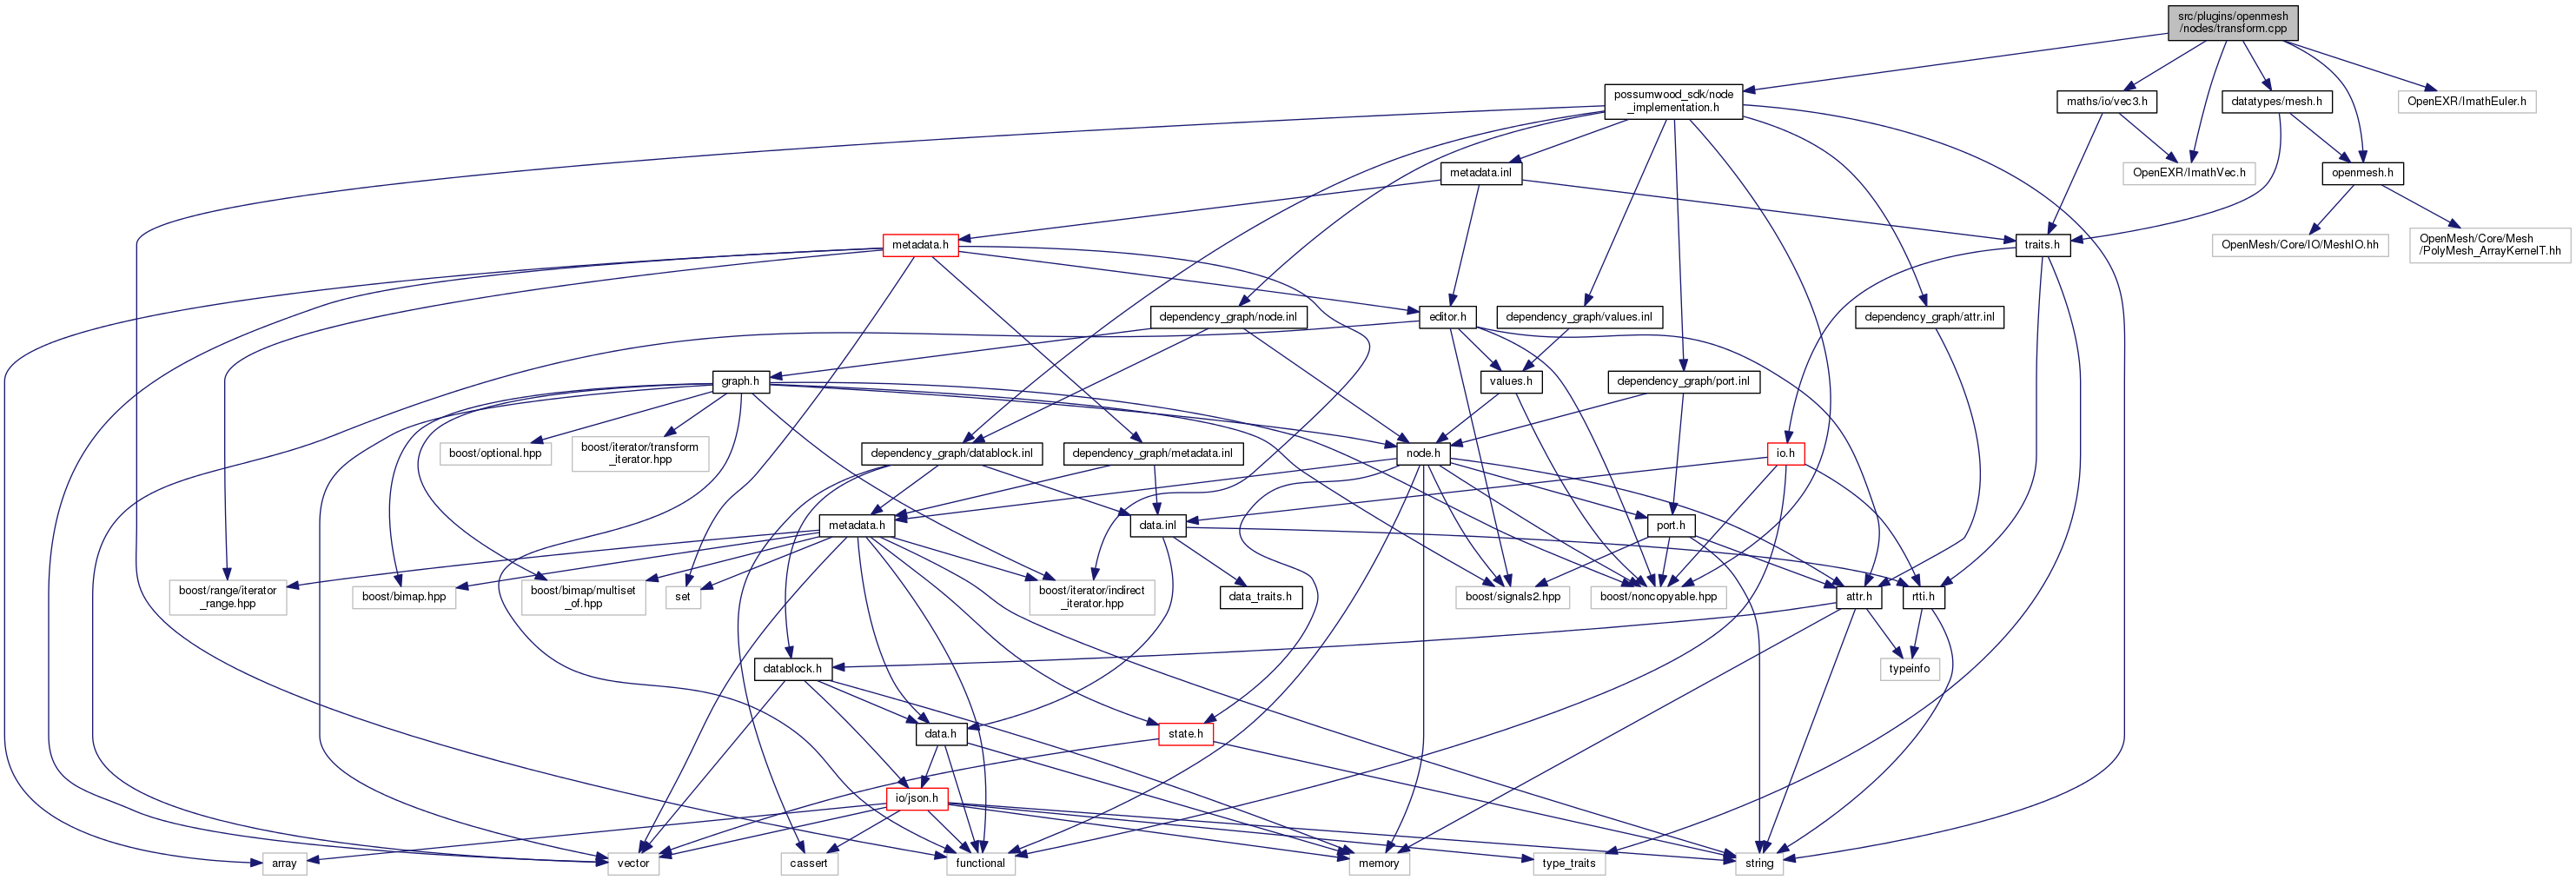 src/plugins/openmesh
/nodes/transform.cpp
possumwood_sdk/node
_implementation.h
maths/io/vec3.h
datatypes/mesh.h
OpenEXR/ImathEuler.h
metadata.inl
OpenEXR/ImathVec.h
openmesh.h
metadata.h
traits.h
OpenMesh/Core/IO/MeshIO.hh
OpenMesh/Core/Mesh
/PolyMesh_ArrayKernelT.hh
dependency_graph/node.inl
editor.h
dependency_graph/values.inl
dependency_graph/attr.inl
graph.h
values.h
dependency_graph/port.inl
boost/optional.hpp
boost/iterator/transform
_iterator.hpp
dependency_graph/datablock.inl
dependency_graph/metadata.inl
node.h
io.h
metadata.h
data.inl
port.h
boost/range/iterator
_range.hpp
boost/bimap.hpp
boost/bimap/multiset
_of.hpp
set
boost/iterator/indirect
_iterator.hpp
data_traits.h
boost/signals2.hpp
boost/noncopyable.hpp
attr.h
rtti.h
datablock.h
typeinfo
data.h
state.h
io/json.h
array
vector
cassert
functional
memory
type_traits
string